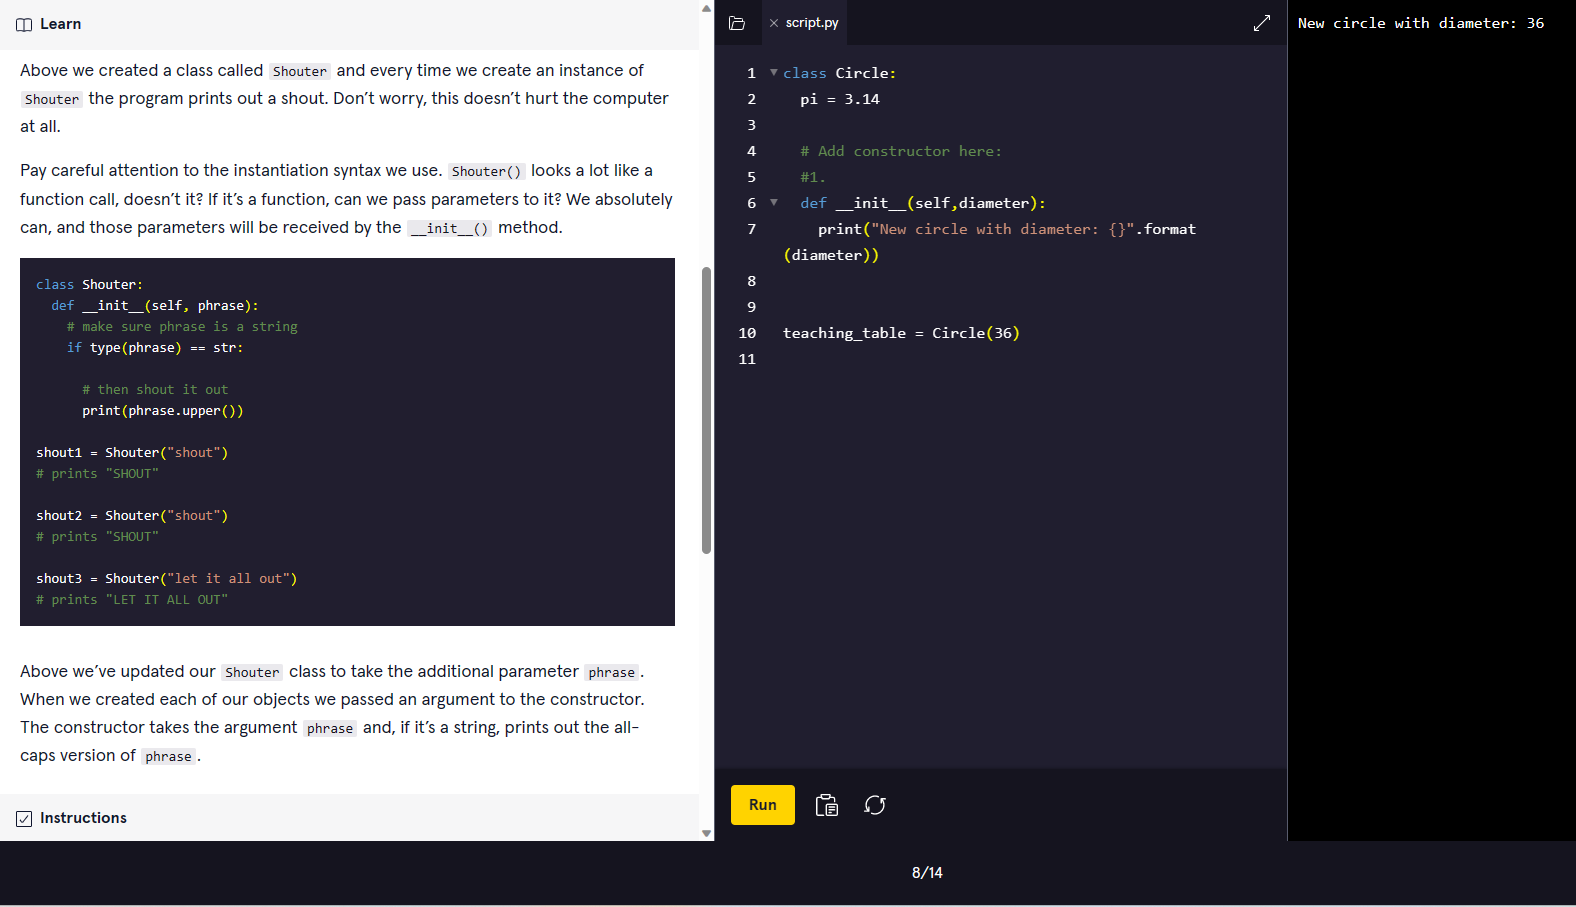 Learn
Above we created a class called Shouter and every time we create an instance of
Shouter the program prints out a shout. Don’t worry, this doesn’t hurt the computer
at all.
Pay careful attention to the instantiation syntax we use. Shouter() looks a lot like a
function call, doesn’t it? If it’s a function, can we pass parameters to it? We absolutely
can, and those parameters will be received by the __init__() method.
class Shouter:
  def __init__(self, phrase):
    # make sure phrase is a string
    if type(phrase) == str:
      # then shout it out
      print(phrase.upper())
shout1 = Shouter("shout")
# prints "SHOUT"
shout2 = Shouter("shout")
# prints "SHOUT"
shout3 = Shouter("let it all out")
# prints "LET IT ALL OUT"
Above we’ve updated our Shouter class to take the additional parameter phrase.
When we created each of our objects we passed an argument to the constructor.
The constructor takes the argument phrase and, if it’s a string, prints out the all-
caps version of phrase.
Instructions
script.py
1 class Circle:
2   pi = 3.14
3
4   # Add constructor here:
5   #1.
6   def __init__(self,diameter):
7     print("New circle with diameter: {}".format
(diameter))
8
9
10 teaching_table = Circle(36)
11
Run
New circle with diameter: 36
8/14